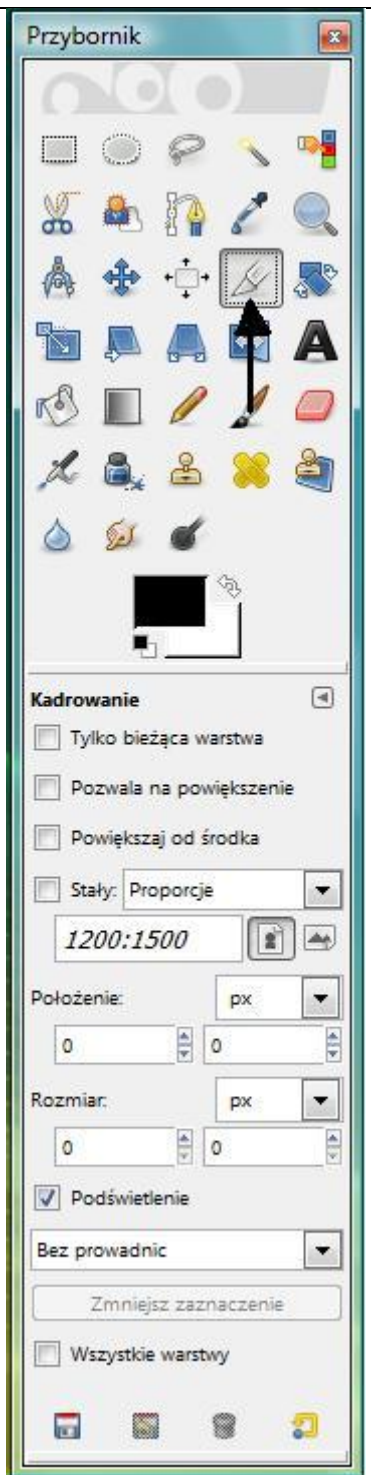 Przybornik
Kadrowanie
Tylko bieżąca warstwa
Pozwala na powiększenie
Powiększaj od środka
Stały: Proporcje
1200:1500
Położenie: px
0 0
Rozmiar: px
0 0
Podświetlenie
Bez prowadnic
Zmniejsz zaznaczenie
Wszystkie warstwy